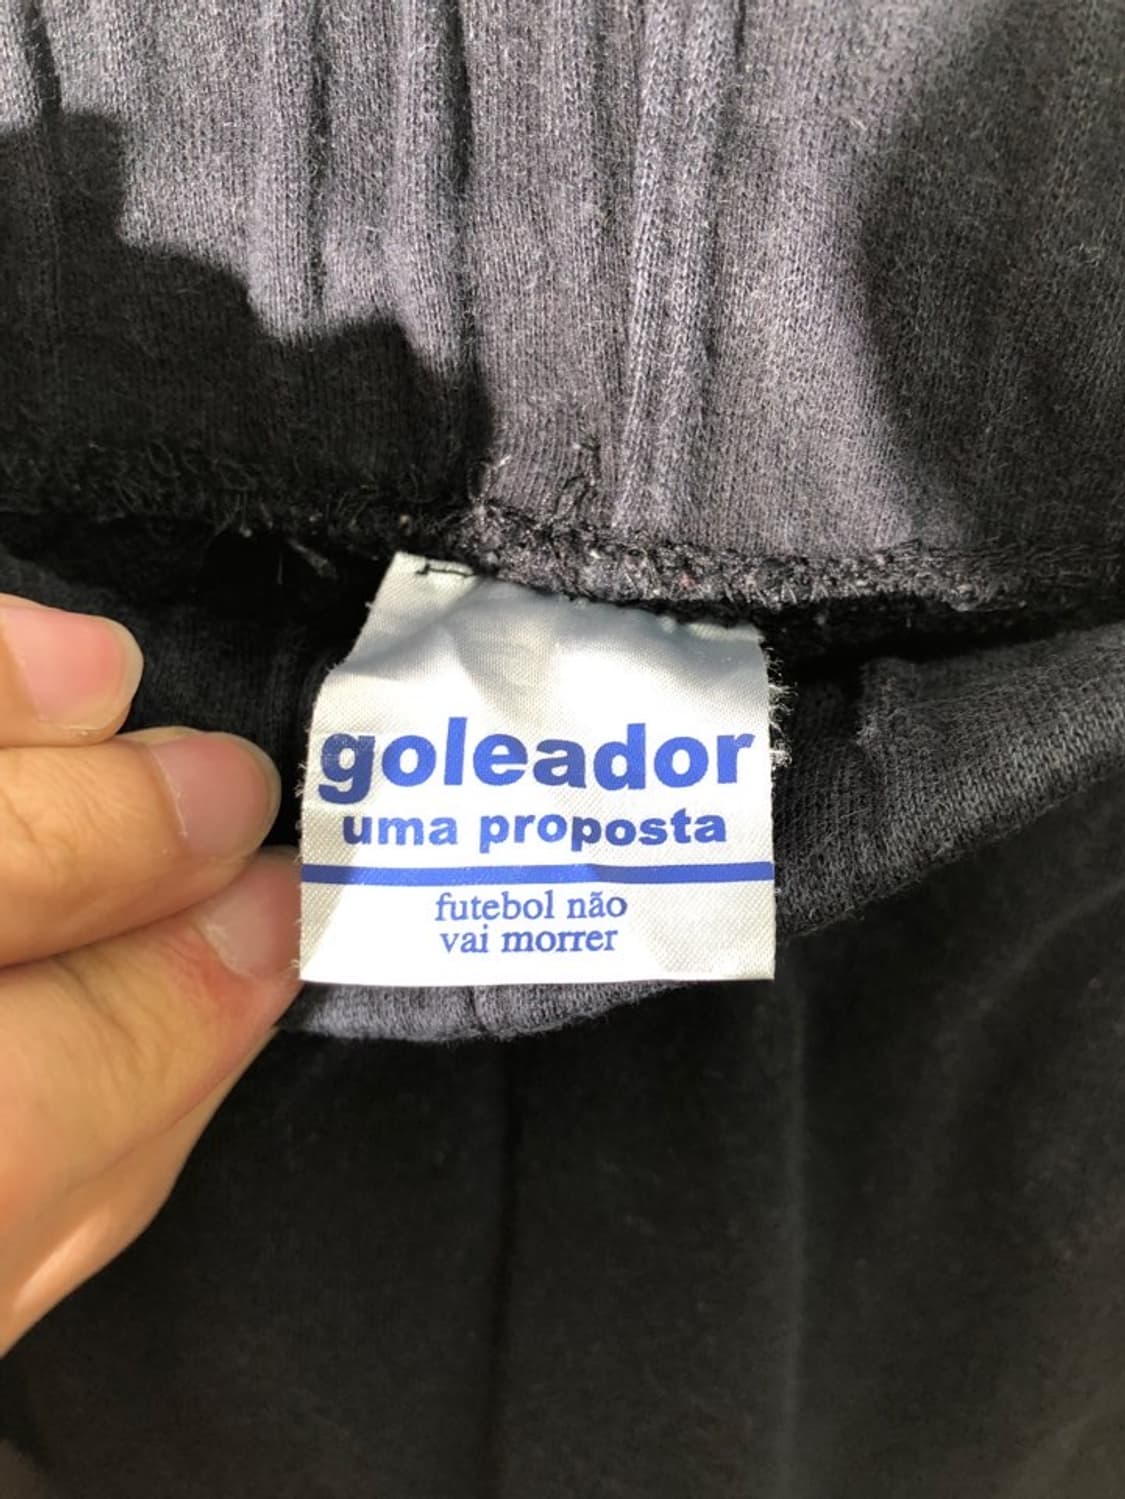 goleador
uma proposta
futebol não
vai morrer